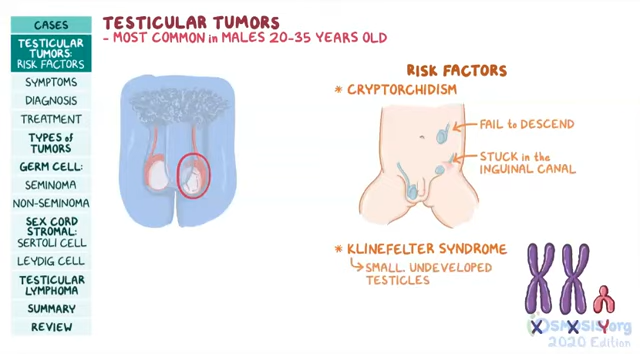 CASES
TESTICULAR
TUMORS:
RISK FACTORS
SYMPTOMS
DIAGNOSIS
TREATMENT
TYPES of
TUMORS
GERM CELL:
SEMINOMA
NON-SEMINOMA
SEX CORD
STROMAL:
SERTOLI CELL
LEYDIG CELL
TESTICULAR
LYMPHOMA
SUMMARY
REVIEW
TESTICULAR TUMORS
- MOST COMMON in MALES 20-35 YEARS OLD
RISK FACTORS
* CRYPTORCHIDISM
FAIL to DESCEND
STUCK in the
INGUINAL CANAL
* KLINEFELTER SYNDROME
SMALL, UNDEVELOPED
TESTICLES
X X Y
OSMOSIS.org
2020 Edition